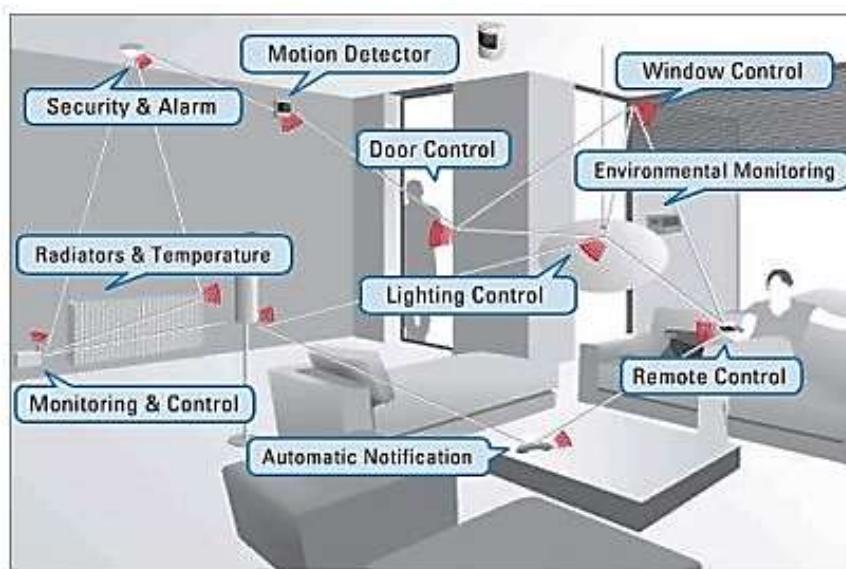 Motion Detector
Window Control
Security & Alarm
Door Control
Environmental Monitoring
Radiators & Temperature
Lighting Control
Remote Control
Monitoring & Control
Automatic Notification